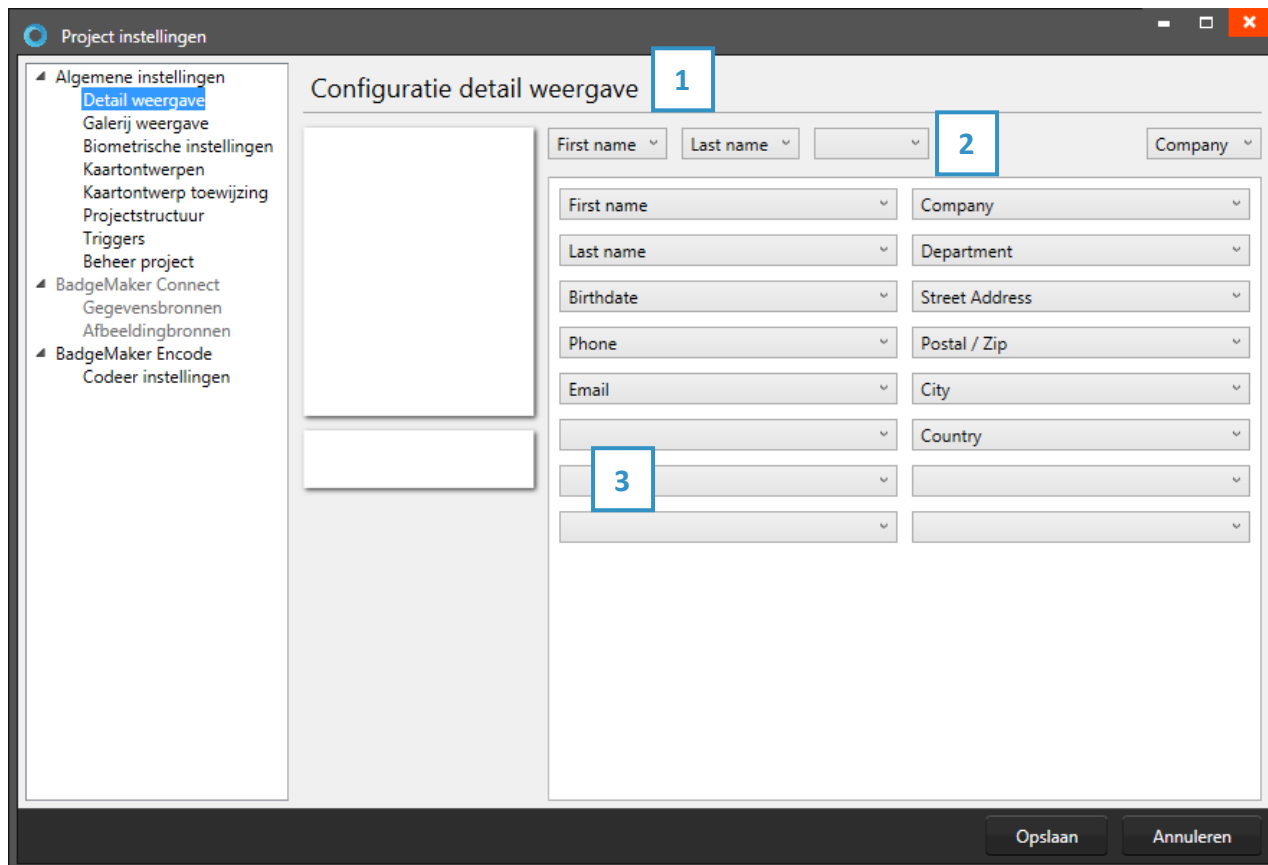 Project instellingen
Algemene instellingen
Detail weergave
Galerij weergave
Biometrische instellingen
Kaartontwerpen
Kaartontwerp toewijzing
Projectstructuur
Triggers
Beheer project
BadgeMaker Connect
Gegevensbronnen
Afbeeldingbronnen
BadgeMaker Encode
Codeer instellingen
Configuratie detail weergave 1
First name Last name 2 Company
First name Company
Last name Department
Birthdate Street Address
Phone Postal / Zip
Email City
Country
3
Opslaan Annuleren